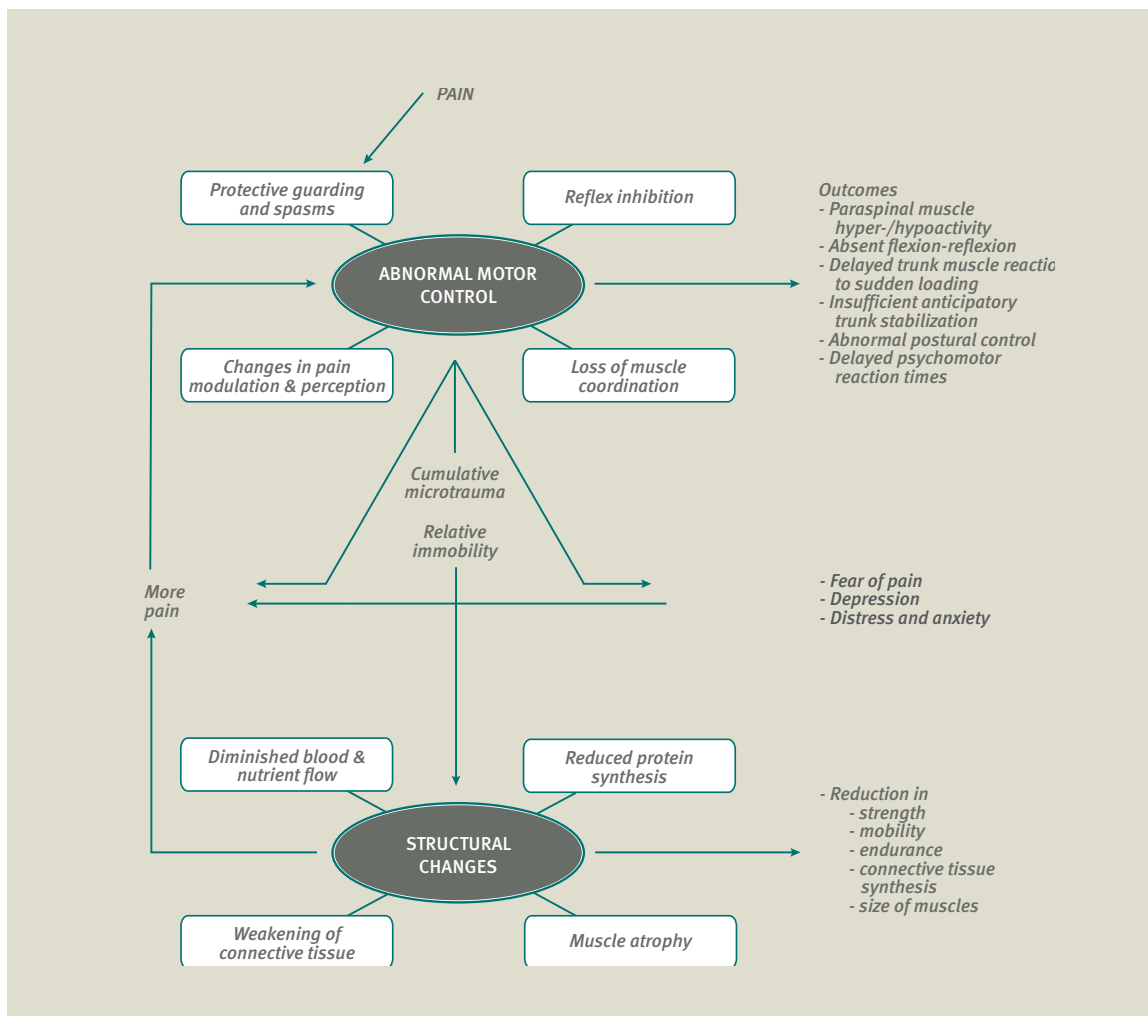 PAIN
Protective guarding
and spasms
Reflex inhibition
ABNORMAL MOTOR
CONTROL
Changes in pain
modulation & perception
Loss of muscle
coordination
Outcomes
- Paraspinal muscle
hyper-/hypoactivity
- Absent flexion-reflexion
- Delayed trunk muscle reactio
to sudden loading
- Insufficient anticipatory
trunk stabilization
- Abnormal postural control
- Delayed psychomotor
reaction times
Cumulative
microtrauma
Relative
immobility
More
pain
- Fear of pain
- Depression
- Distress and anxiety
Diminished blood &
nutrient flow
Reduced protein
synthesis
STRUCTURAL
CHANGES
Weakening of
connective tissue
Muscle atrophy
- Reduction in
- strength
- mobility
- endurance
- connective tissue
synthesis
- size of muscles